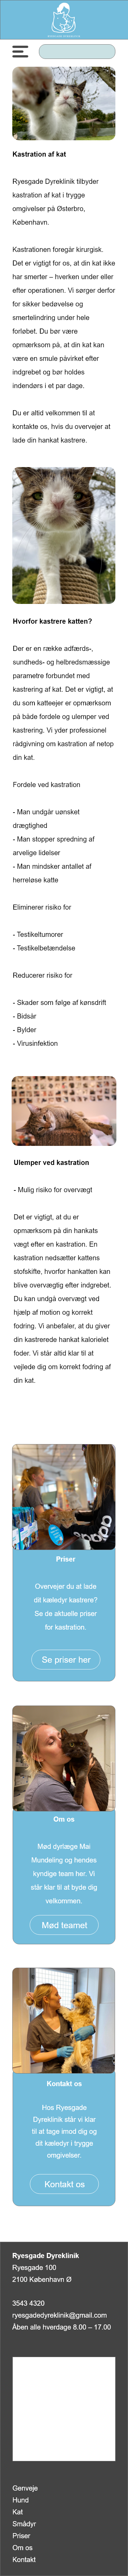 Kastration af kat
Ryesgade Dyreklinik tilbyder
kastration af kat i trygge
omgivelser på Østerbro,
København.
Kastrationen foregår kirurgisk.
Det er vigtigt for os, at din kat ikke
har smerter – hverken under eller
efter operationen. Vi sørger derfor
for sikker bedøvelse og
smertelindring under hele
forløbet. Du bør være
opmærksom på, at din kat kan
være en smule påvirket efter
indgrebet og bør holdes
indendørs i et par dage.
Du er altid velkommen til at
kontakte os, hvis du overvejer at
lade din hankat kastrere.
Hvorfor kastrere katten?
Der er en række adfærds-,
sundheds- og helbredsmæssige
parametre forbundet med
kastrering af kat. Det er vigtigt, at
du som katteejer er opmærksom
på både fordele og ulemper ved
kastrering. Vi yder professionel
rådgivning om kastration af netop
din kat.
Fordele ved kastration
- Man undgår uønsket
drægtighed
- Man stopper spredning af
arvelige lidelser
- Man mindsker antallet af
herreløse katte
Eliminerer risiko for
- Testikeltumorer
- Testikelbetændelse
Reducerer risiko for
- Skader som følge af kønsdrift
- Bidsår
- Bylder
- Virusinfektion
Ulemper ved kastration
- Mulig risiko for overvægt
Det er vigtigt, at du er
opmærksom på din hankats
vægt efter en kastration. En
kastration nedsætter kattens
stofskifte, hvorfor hankatten kan
blive overvægtig efter indgrebet.
Du kan undgå overvægt ved
hjælp af motion og korrekt
fodring. Vi anbefaler, at du giver
din kastrerede hankat kalorielet
foder. Vi står altid klar til at
vejlede dig om korrekt fodring af
din kat.
Priser
Overvejer du at lade
dit kæledyr kastrere?
Se de aktuelle priser
for kastration.
Se priser her
Om os
Mød dyrlæge Mai
Mundeling og hendes
kyndige team her. Vi
står klar til at byde dig
velkommen.
Mød teamet
Kontakt os
Hos Ryesgade
Dyreklinik står vi klar
til at tage imod dig og
dit kæledyr i trygge
omgivelser.
Kontakt os
Ryesgade Dyreklinik
Ryesgade 100
2100 København Ø
3543 4320
ryesgadedyreklinik@gmail.com
Åben alle hverdage 8.00 – 17.00
Genveje
Hund
Kat
Smådyr
Priser
Om os
Kontakt